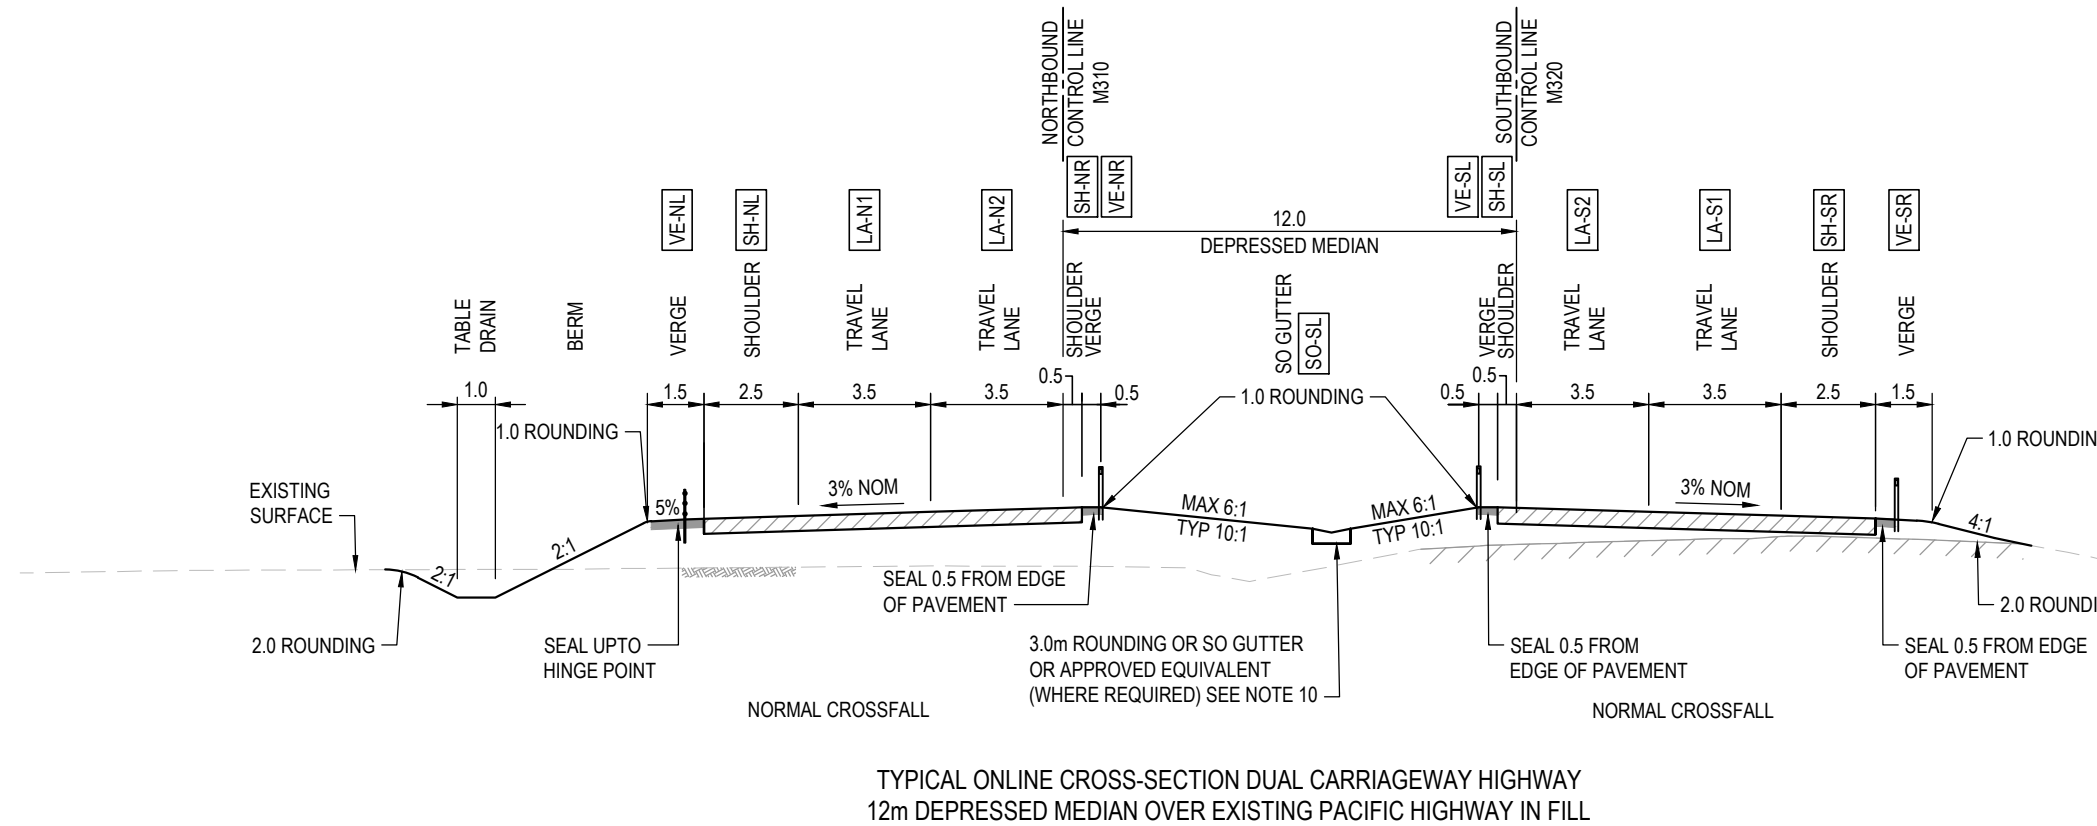 NORTHBOUND
CONTROL LINE
M310
SOUTHBOUND
CONTROL LINE
M320
VE-NL
SH-NL
LA-N1
LA-N2
SH-NR
VE-NR
VE-SL
SH-SL
LA-S2
LA-S1
SH-SR
VE-SR
12.0
DEPRESSED MEDIAN
TABLE
DRAIN
BERM
VERGE
SHOULDER
TRAVEL
LANE
TRAVEL
LANE
SHOULDER
VERGE
SO GUTTER
SO-SL
VERGE
SHOULDER
TRAVEL
LANE
TRAVEL
LANE
SHOULDER
VERGE
1.0
1.5
2.5
3.5
3.5
0.5
0.5
1.0 ROUNDING
0.5
0.5
3.5
3.5
2.5
1.5
1.0 ROUNDING
1.0 ROUNDIN
EXISTING
SURFACE
5%
3% NOM
MAX 6:1
TYP 10:1
MAX 6:1
TYP 10:1
3% NOM
4:1
2:1
2:1
SEAL 0.5 FROM EDGE
OF PAVEMENT
2.0 ROUNDI
2.0 ROUNDING
SEAL UPTO
HINGE POINT
3.0m ROUNDING OR SO GUTTER
OR APPROVED EQUIVALENT
(WHERE REQUIRED) SEE NOTE 10
SEAL 0.5 FROM
EDGE OF PAVEMENT
SEAL 0.5 FROM EDGE
OF PAVEMENT
NORMAL CROSSFALL
NORMAL CROSSFALL
TYPICAL ONLINE CROSS-SECTION DUAL CARRIAGEWAY HIGHWAY
12m DEPRESSED MEDIAN OVER EXISTING PACIFIC HIGHWAY IN FILL